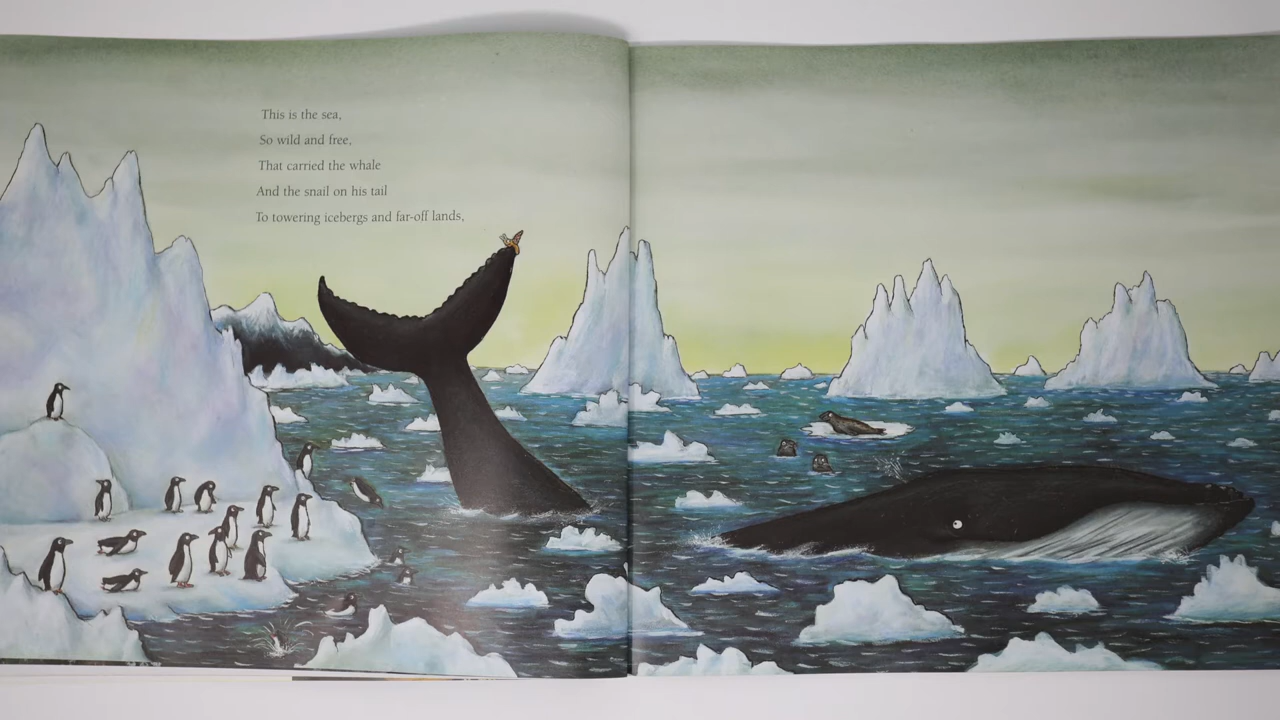 This is the sea,
So wild and free,
That carried the whale
And the snail on his tail
To towering icebergs and far-off lands,